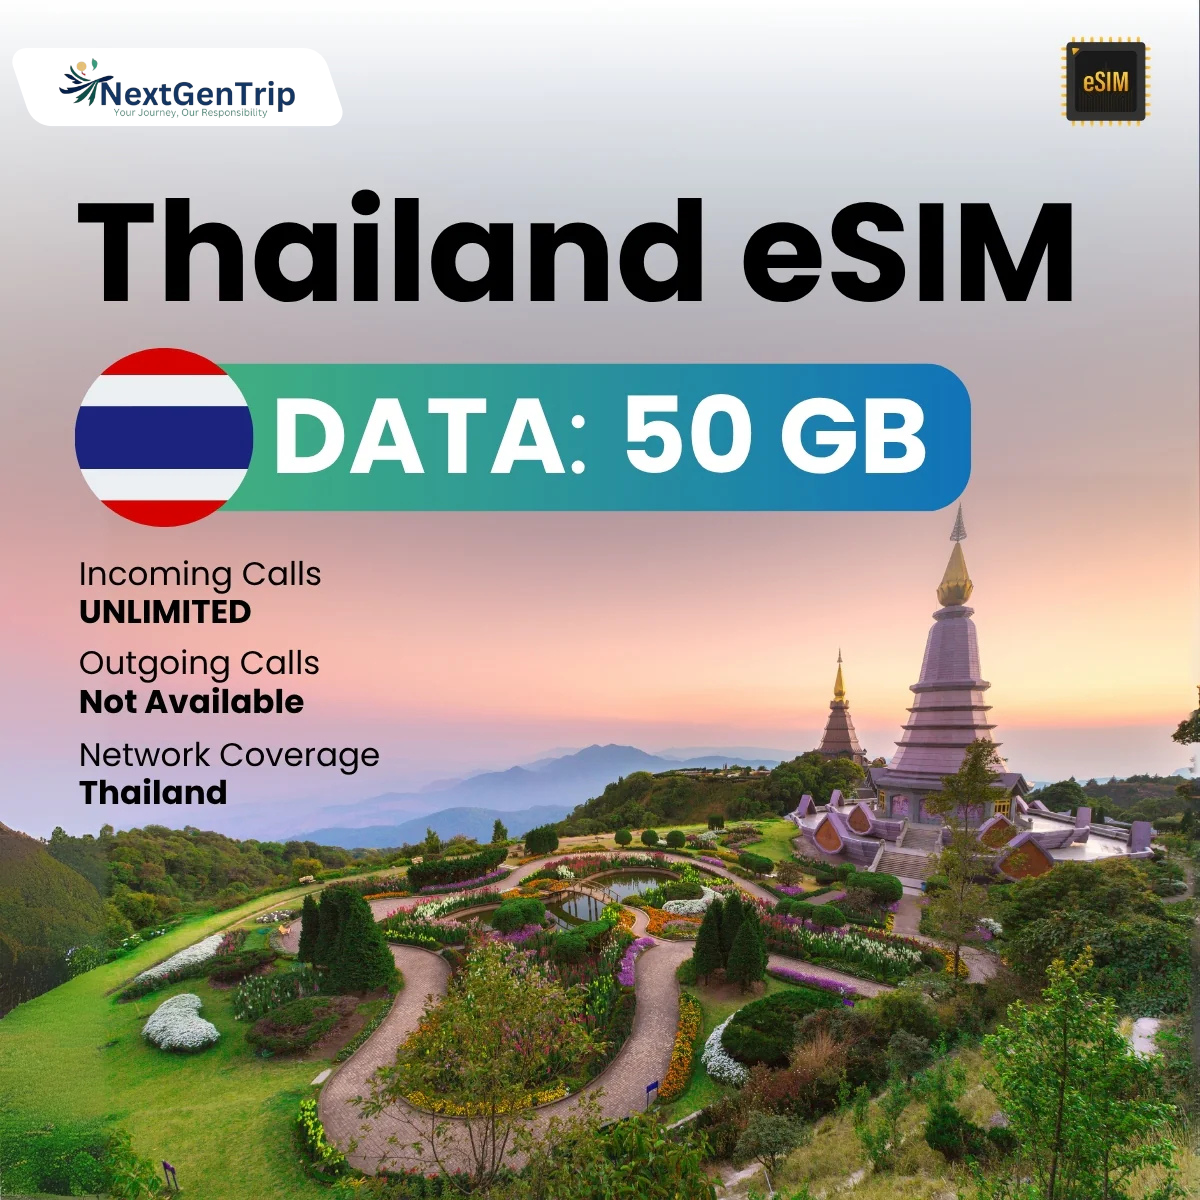 NextGenTrip
Your Journey, Our Responsibility
eSIM
Thailand eSIM
DATA: 50 GB
Incoming Calls
UNLIMITED
Outgoing Calls
Not Available
Network Coverage
Thailand